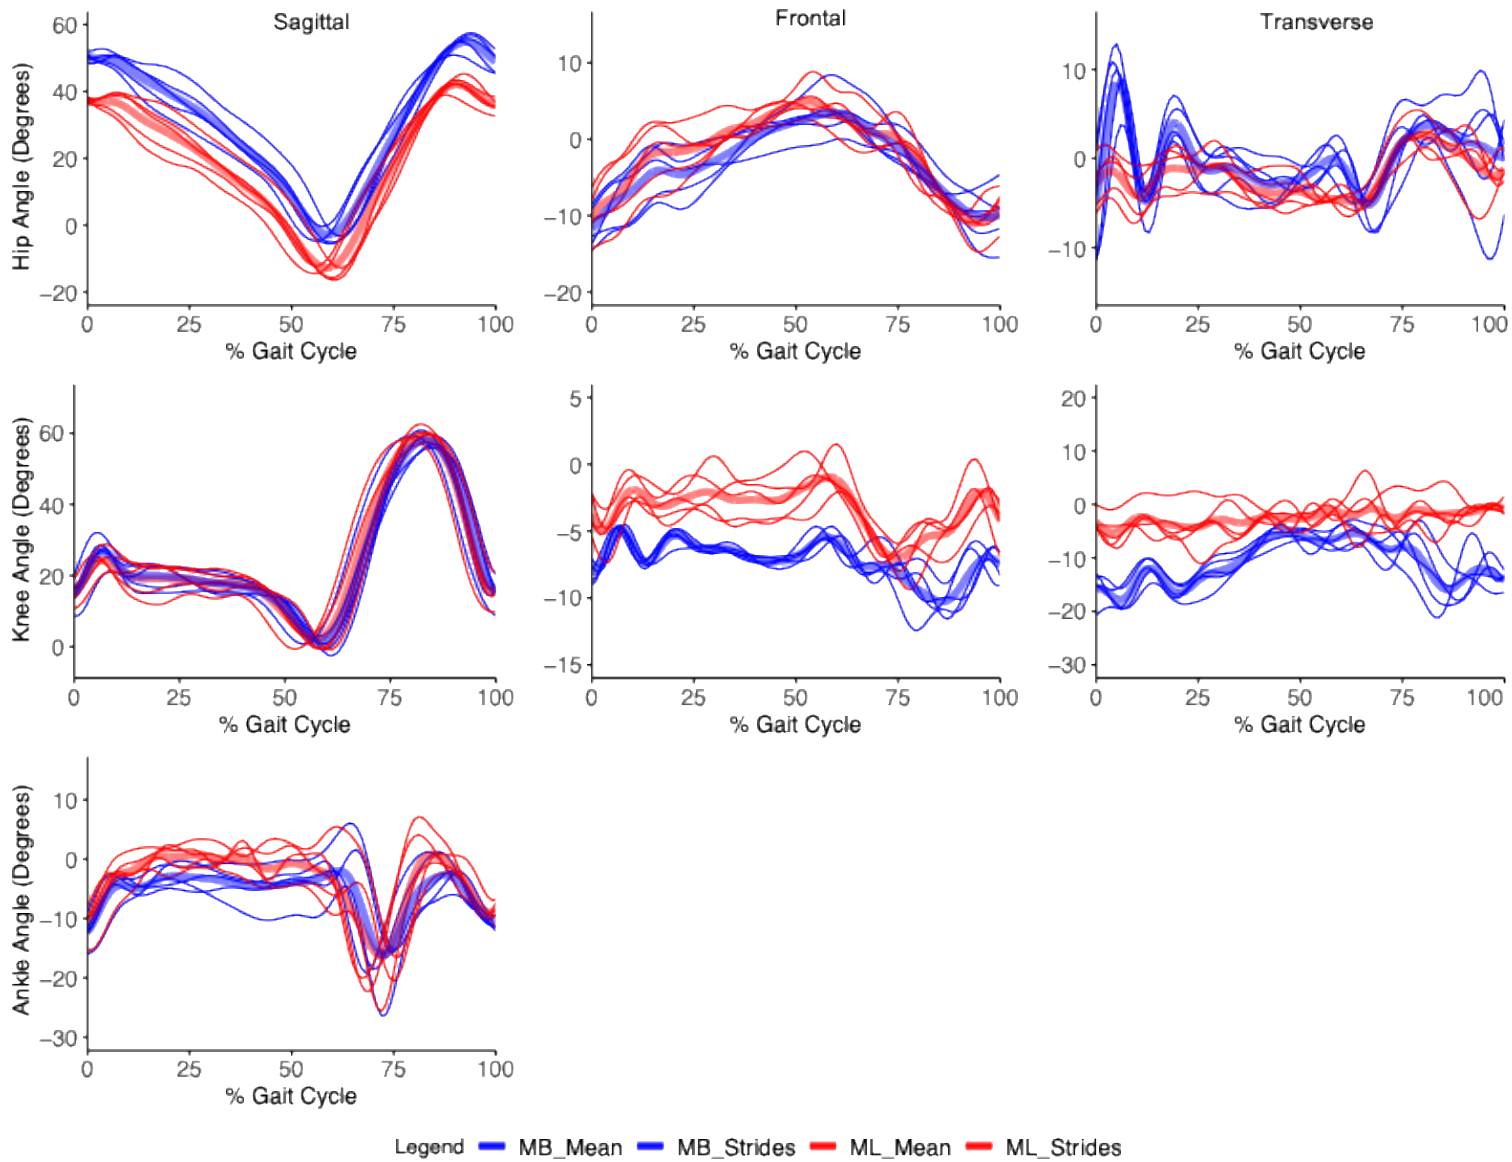 Sagittal
Frontal
Transverse
Hip Angle (Degrees)
60
40
20
0
−20
0 25 50 75 100
% Gait Cycle
10
0
−10
−20
0 25 50 75 100
% Gait Cycle
10
0
−10
0 25 50 75 100
% Gait Cycle
Knee Angle (Degrees)
60
40
20
0
0 25 50 75 100
% Gait Cycle
5
0
−5
−10
−15
0 25 50 75 100
% Gait Cycle
20
10
0
−10
−20
−30
0 25 50 75 100
% Gait Cycle
Ankle Angle (Degrees)
10
0
−10
−20
−30
0 25 50 75 100
% Gait Cycle
Legend MB_Mean MB_Strides ML_Mean ML_Strides